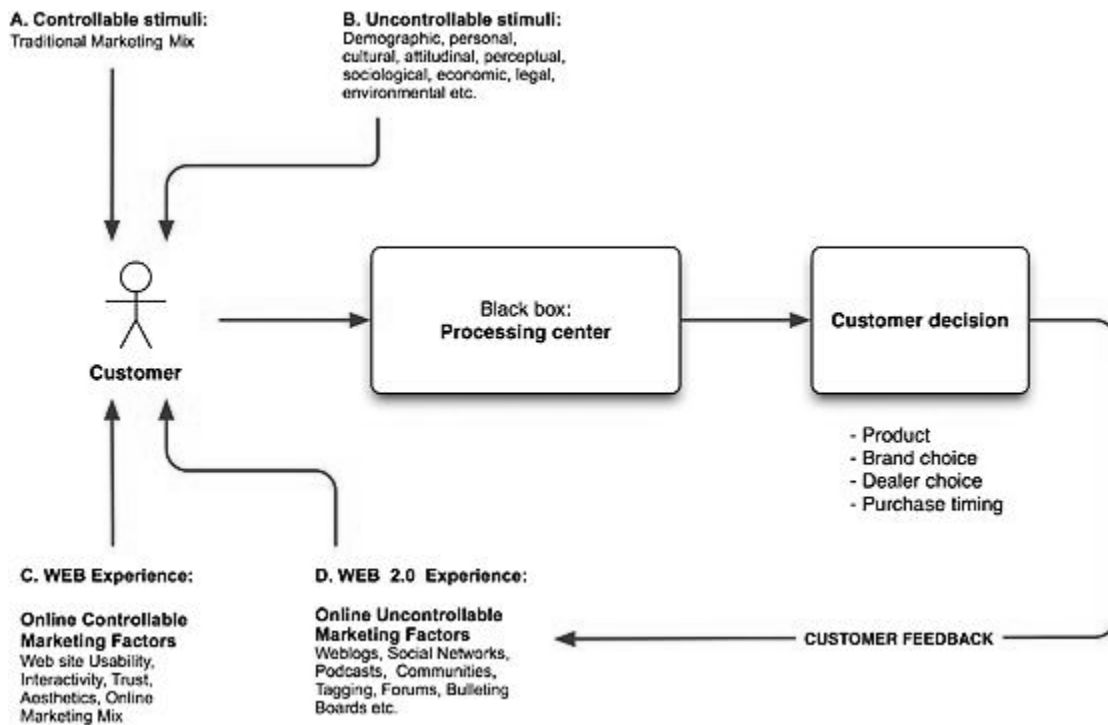 A. Controllable stimuli:
Traditional Marketing Mix
B. Uncontrollable stimuli:
Demographic, personal,
cultural, attitudinal, perceptual,
sociological, economic, legal,
environmental etc.
Customer
Black box:
Processing center
Customer decision
- Product
- Brand choice
- Dealer choice
- Purchase timing
C. WEB Experience:
Online Controllable
Marketing Factors
Web site Usability,
Interactivity, Trust,
Aesthetics, Online
Marketing Mix
D. WEB 2.0 Experience:
Online Uncontrollable
Marketing Factors
Weblogs, Social Networks,
Podcasts, Communities,
Tagging, Forums, Bulleting
Boards etc.
CUSTOMER FEEDBACK